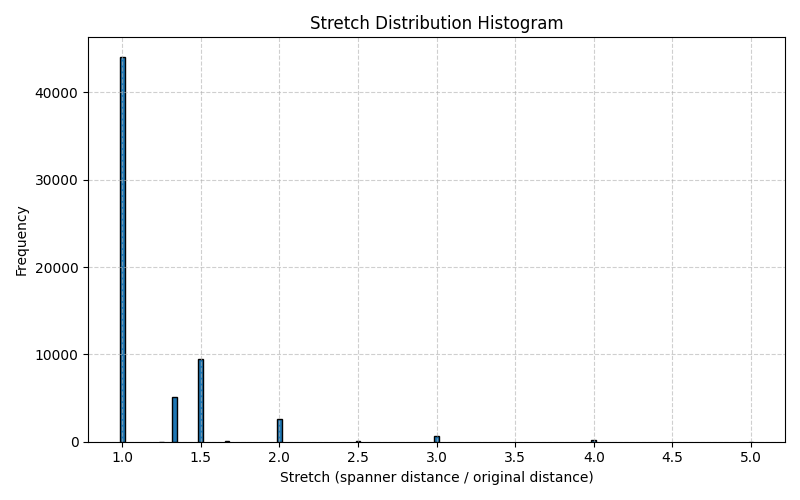 Stretch Distribution Histogram
Frequency
40000
30000
20000
10000
0
1.0 1.5 2.0 2.5 3.0 3.5 4.0 4.5 5.0
Stretch (spanner distance / original distance)